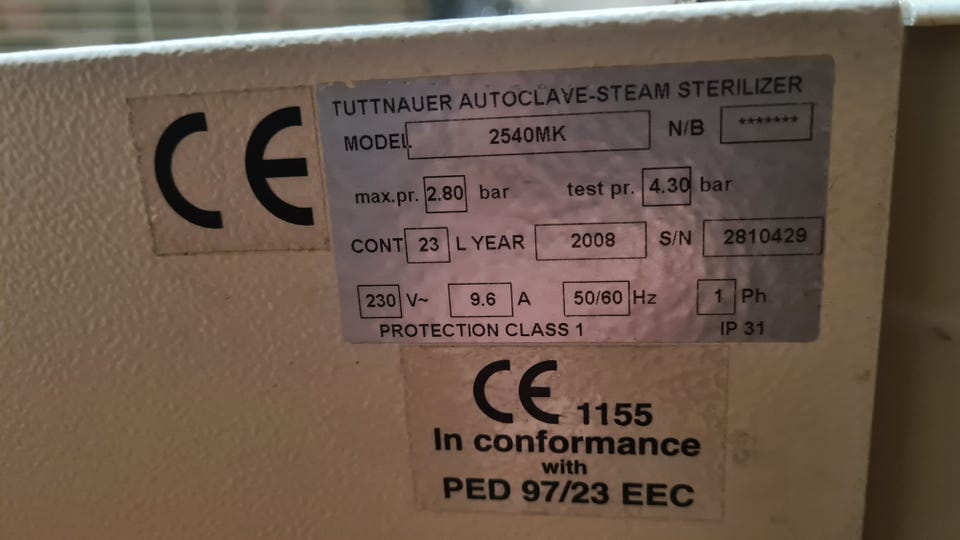 CE
TUTTNAUER AUTOCLAVE-STEAM STERILIZER
MODEL 2540MK N/B *******
max.pr. 2.80 bar test pr. 4.30 bar
CONT 23 L YEAR 2008 S/N 2810429
230 V~ 9.6 A 50/60 Hz 1 Ph
PROTECTION CLASS 1 IP 31
CE 1155
In conformance
with
PED 97/23 EEC